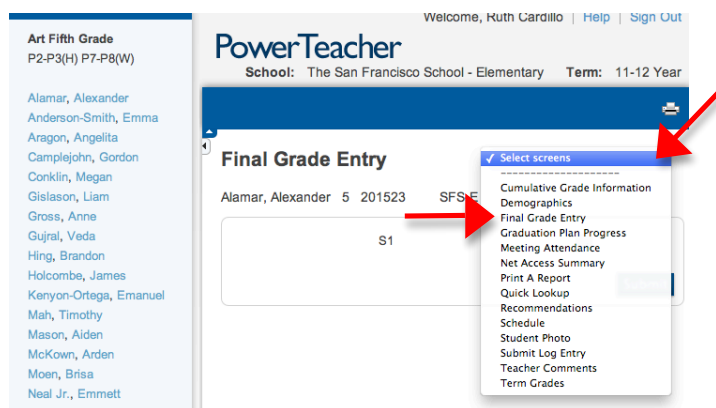 Welcome, Ruth Cardillo | Help | Sign Out
Art Fifth Grade
P2-P3(H) P7-P8(W)
Alamar, Alexander
Anderson-Smith, Emma
Aragon, Angelita
Camplejohn, Gordon
Conklin, Megan
Gislason, Liam
Gross, Anne
Gujral, Veda
Hing, Brandon
Holcombe, James
Kenyon-Ortega, Emanuel
Mah, Timothy
Mason, Aiden
McKown, Arden
Moen, Brisa
Neal Jr., Emmett
PowerTeacher
School: The San Francisco School - Elementary Term: 11-12 Year
Final Grade Entry
Alamar, Alexander 5 201523 SFS E
S1
✓ Select screens
--------------------
Cumulative Grade Information
Demographics
Final Grade Entry
Graduation Plan Progress
Meeting Attendance
Net Access Summary
Print A Report
Quick Lookup
Recommendations
Schedule
Student Photo
Submit Log Entry
Teacher Comments
Term Grades